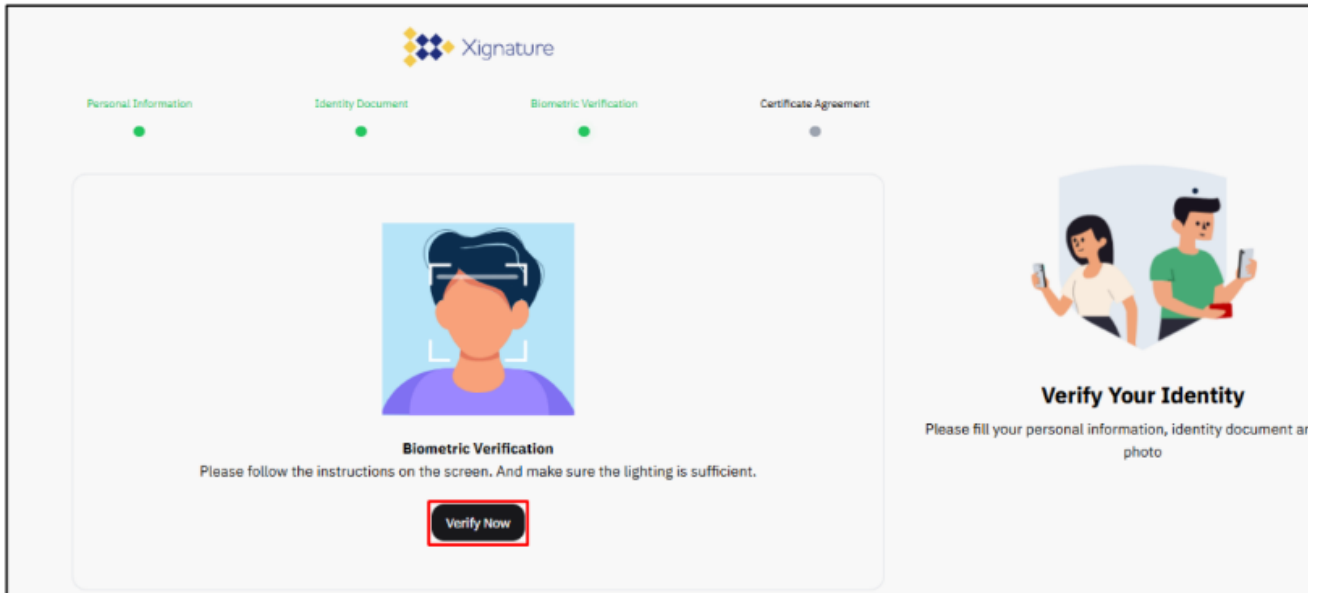 Xignature
Personal Information
Identity Document
Biometric Verification
Certificate Agreement
Biometric Verification
Please follow the instructions on the screen. And make sure the lighting is sufficient.
Verify Now
Verify Your Identity
Please fill your personal information, identity document
photo